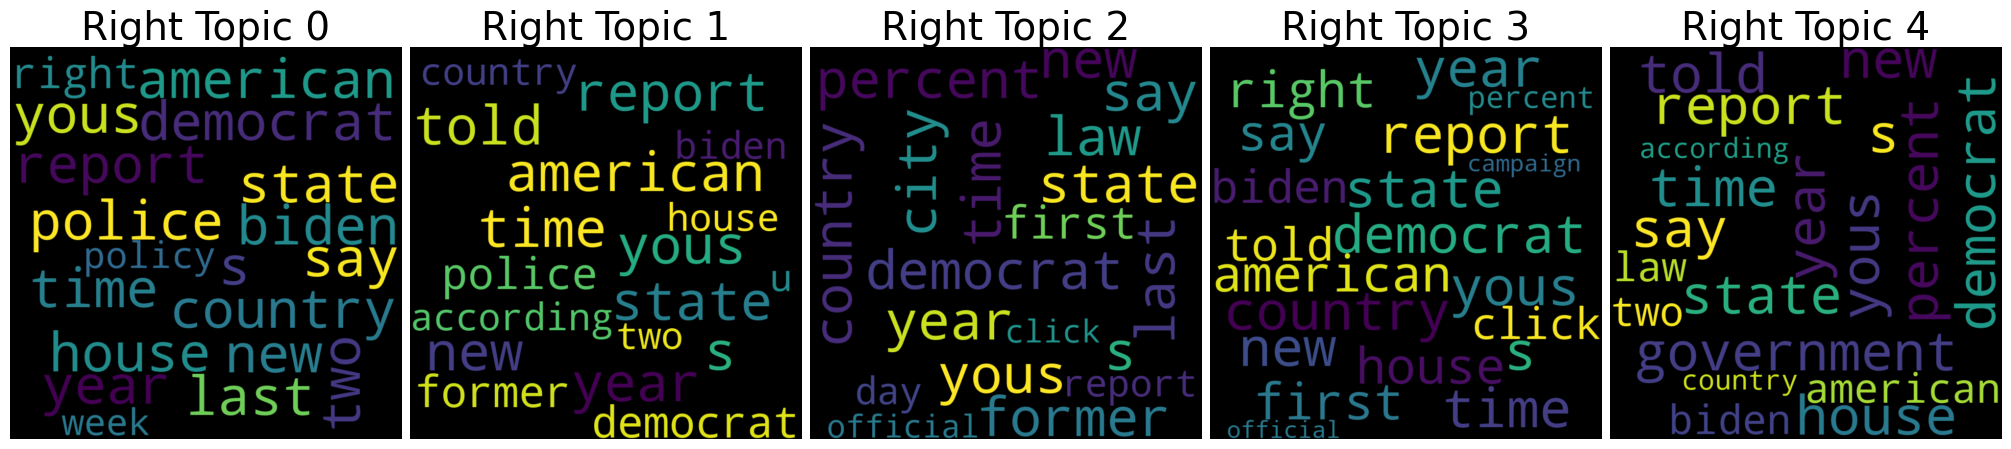 Right Topic 0
right american
yous democrat
report
state
police biden
policy s say
time
country
house new two
year last
week
Right Topic 1
country
report
told
biden
american
time house
yous
police
state u
according
two
new s
former year
democrat
Right Topic 2
percent new
say
country city time law
state
first
democrat last
year click
s
yous
day report
official former
Right Topic 3
right year
percent
say report
campaign
biden state
told democrat
american yous
country click
new house s
first time
official
Right Topic 4
told new
report s
according
time year yous percent democrat
say
law
two state
government
country american
biden house